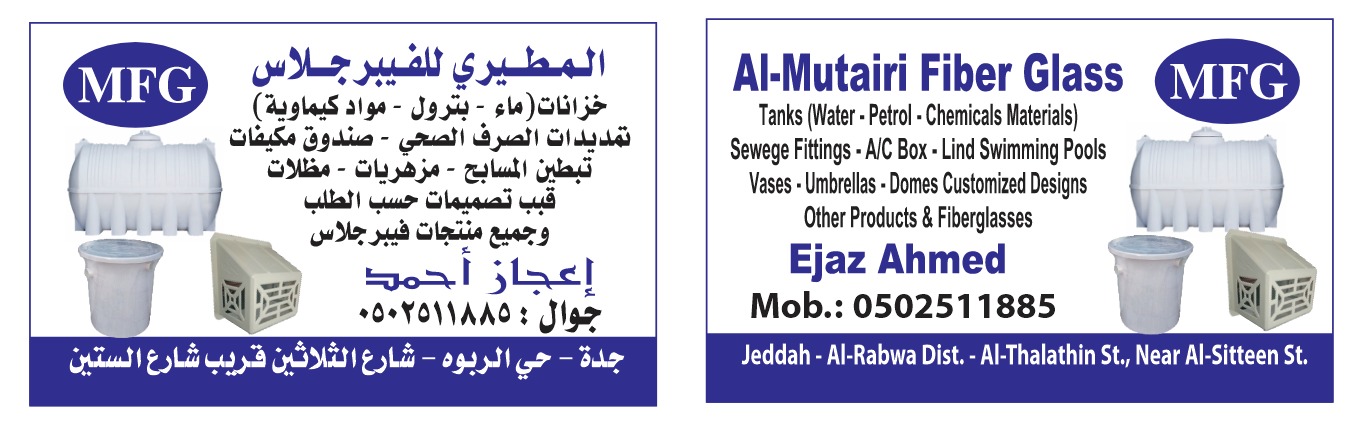 MFG
المطيري للفيبرجلاس
خزانات(ماء - بترول - مواد كيماوية)
تمديدات الصرف الصحي - صندوق مكيفات
تبطين المسابح - مزهريات - مظلات
قبب تصميمات حسب الطلب
وجميع منتجات فيبرجلاس
إعجاز أحمد
جوال : ٠٥٠٢٥١١٨٨٥
جدة - حي الربوه - شارع الثلاثين قريب شارع الستين
Al-Mutairi Fiber Glass
MFG
Tanks (Water - Petrol - Chemicals Materials)
Sewege Fittings - A/C Box - Lind Swimming Pools
Vases - Umbrellas - Domes Customized Designs
Other Products & Fiberglasses
Ejaz Ahmed
Mob.: 0502511885
Jeddah - Al-Rabwa Dist. - Al-Thalathin St., Near Al-Sitteen St.